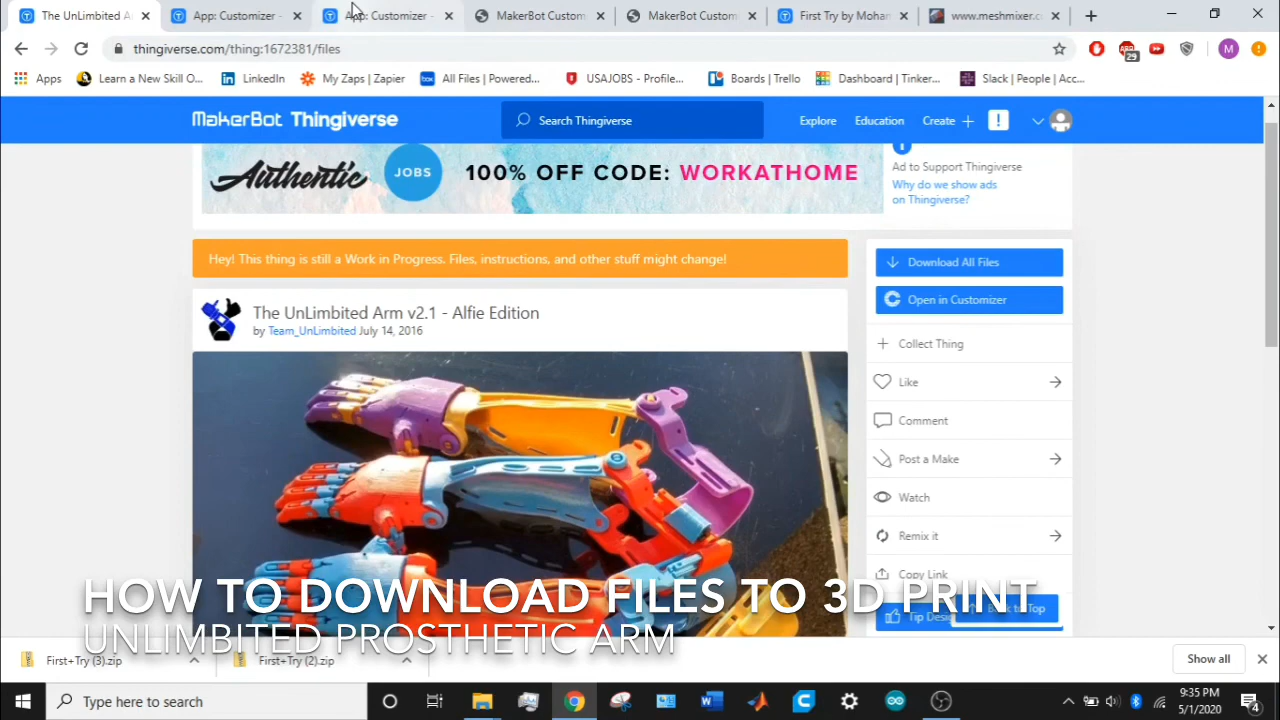 The UnLimbited A
App: Customizer -
App: Customizer -
MakerBot Custom
MakerBot Custom
First Try by Mohar
www.meshmixer.c
thingiverse.com/thing:1672381/files
29
M
Apps
Learn a New Skill O...
LinkedIn
My Zaps | Zapier
All Files | Powered...
USAJOBS - Profile...
Boards | Trello
Dashboard | Tinker...
Slack | People | Acc...
MakerBot Thingiverse
Search Thingiverse
Explore
Education
Create +
Authentic JOBS
100% OFF CODE: WORKATHOME
Ad to Support Thingiverse
Why do we show ads
on Thingiverse?
Hey! This thing is still a Work in Progress. Files, instructions, and other stuff might change!
The UnLimbited Arm v2.1 - Alfie Edition
by Team_UnLimbited July 14, 2016
Download All Files
Open in Customizer
Collect Thing
Like
Comment
Post a Make
Watch
Remix it
Copy Link
Back to Top
Tip Desig
HOW TO DOWNLOAD FILES TO 3D PRINT
UNLIMBITED PROSTHETIC ARM
First+Try (3).zip
First+Try (2).zip
Show all
Type here to search
9:35 PM
5/1/2020
4